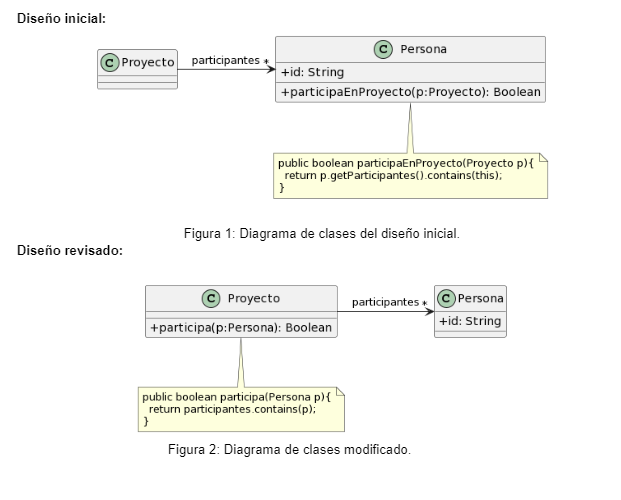 Diseño inicial:
C Proyecto
participantes *
C Persona
+id: String
+participaEnProyecto(p:Proyecto): Boolean
public boolean participaEnProyecto(Proyecto p){
return p.getParticipantes().contains(this);
}
Figura 1: Diagrama de clases del diseño inicial.
Diseño revisado:
C Proyecto
+participa(p:Persona): Boolean
participantes *
C Persona
+id: String
public boolean participa(Persona p){
return participantes.contains(p);
}
Figura 2: Diagrama de clases modificado.